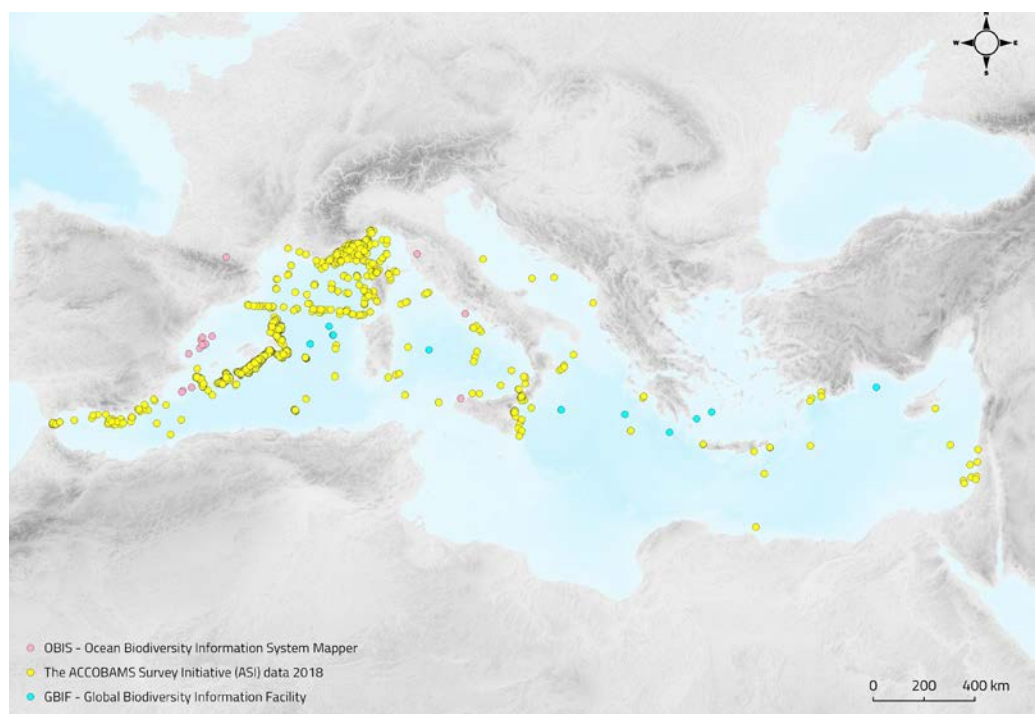 N
W E
S
OBIS - Ocean Biodiversity Information System Mapper
The ACCOBAMS Survey Initiative (ASI) data 2018
GBIF - Global Biodiversity Information Facility
0 200 400 km